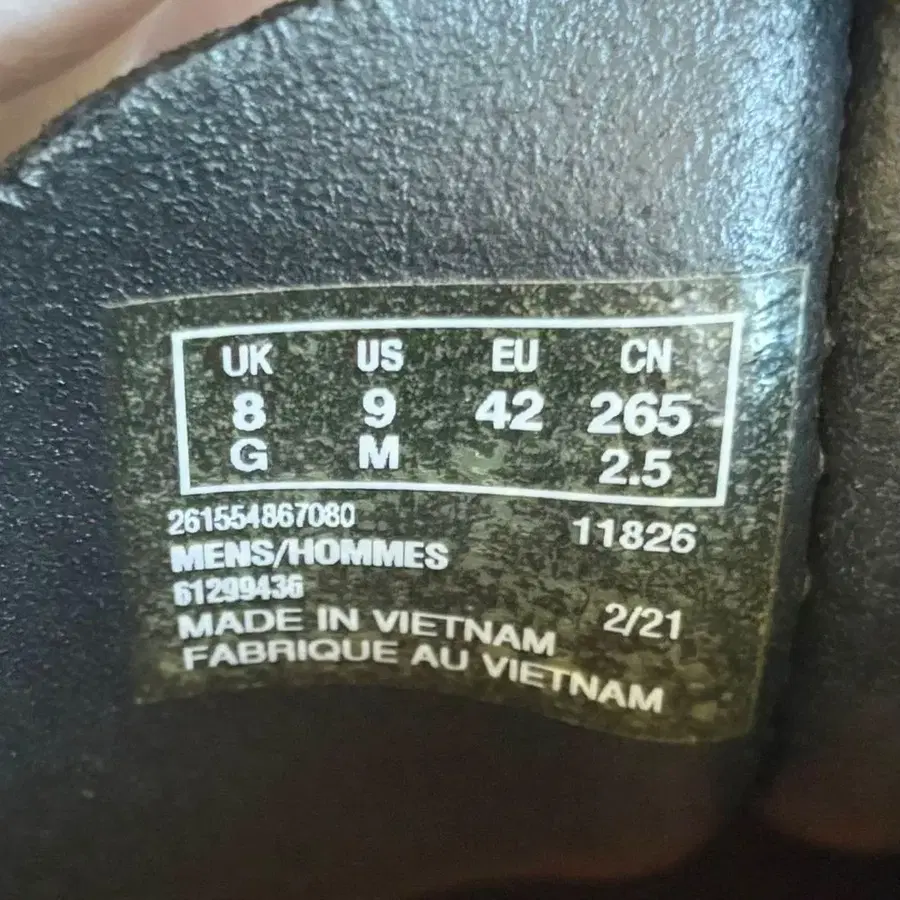 UK US EU CN
8 9 42 265
G M 2.5
261554867080 11826
MENS/HOMMES
61299436 2/21
MADE IN VIETNAM
FABRIQUE AU VIETNAM